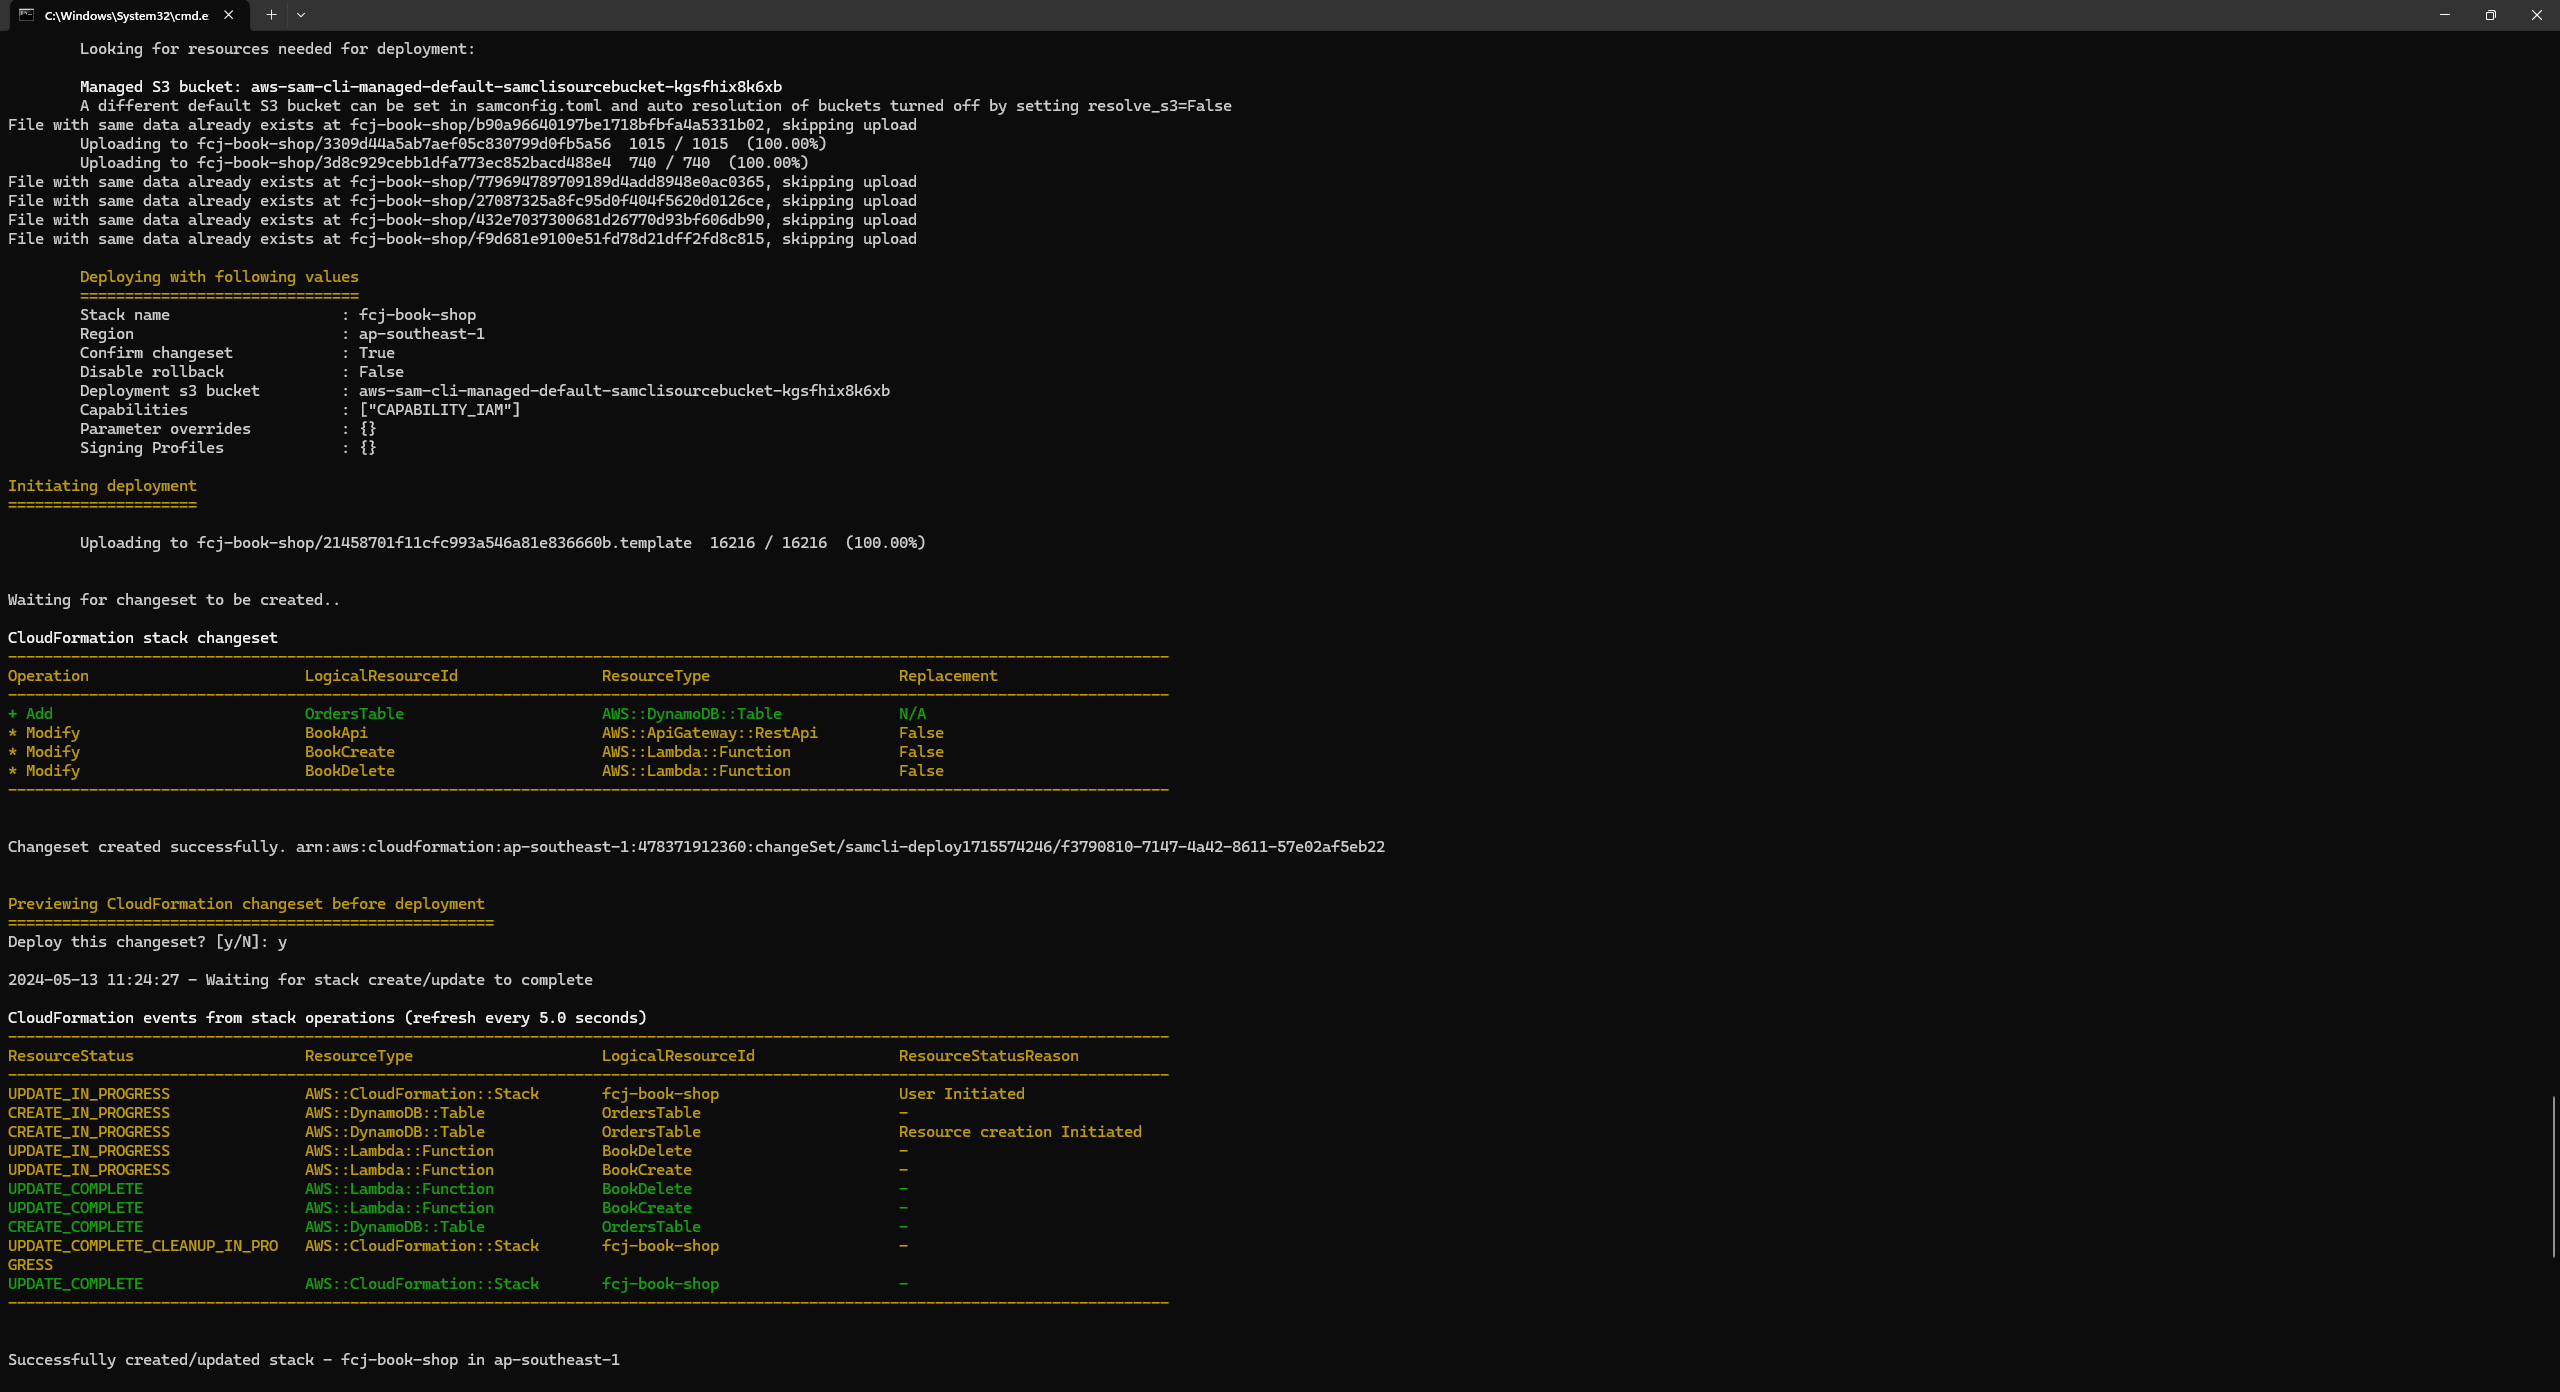 C:\Windows\System32\cmd.e
Looking for resources needed for deployment:
Managed S3 bucket: aws-sam-cli-managed-default-samclisourcebucket-kgsfhix8k6xb
A different default S3 bucket can be set in samconfig.toml and auto resolution of buckets turned off by setting resolve_s3=False
File with same data already exists at fcj-book-shop/b90a96640197be1718bfbfa4a5331b02, skipping upload
Uploading to fcj-book-shop/3309d44a5ab7aef05c830799d0fb5a56  1015 / 1015  (100.00%)
Uploading to fcj-book-shop/3d8c929cebb1dfa773ec852bacd488e4  740 / 740  (100.00%)
File with same data already exists at fcj-book-shop/779694789709189d4add8948e0ac0365, skipping upload
File with same data already exists at fcj-book-shop/27087325a8fc95d0f404f5620d0126ce, skipping upload
File with same data already exists at fcj-book-shop/432e7037300681d26770d93bf606db90, skipping upload
File with same data already exists at fcj-book-shop/f9d681e9100e51fd78d21dff2fd8c815, skipping upload
Deploying with following values
===============================
Stack name                   : fcj-book-shop
Region                       : ap-southeast-1
Confirm changeset            : True
Disable rollback             : False
Deployment s3 bucket         : aws-sam-cli-managed-default-samclisourcebucket-kgsfhix8k6xb
Capabilities                 : ["CAPABILITY_IAM"]
Parameter overrides          : {}
Signing Profiles             : {}
Initiating deployment
=====================
Uploading to fcj-book-shop/21458701f11cfc993a546a81e836660b.template  16216 / 16216  (100.00%)
Waiting for changeset to be created..
CloudFormation stack changeset
Operation                        LogicalResourceId                ResourceType                     Replacement
+ Add                            OrdersTable                      AWS::DynamoDB::Table             N/A
* Modify                         BookApi                          AWS::ApiGateway::RestApi         False
* Modify                         BookCreate                       AWS::Lambda::Function            False
* Modify                         BookDelete                       AWS::Lambda::Function            False
Changeset created successfully. arn:aws:cloudformation:ap-southeast-1:478371912360:changeSet/samcli-deploy1715574246/f3790810-7147-4a42-8611-57e02af5eb22
Previewing CloudFormation changeset before deployment
======================================================
Deploy this changeset? [y/N]: y
2024-05-13 11:24:27 - Waiting for stack create/update to complete
CloudFormation events from stack operations (refresh every 5.0 seconds)
ResourceStatus                   ResourceType                     LogicalResourceId                ResourceStatusReason
UPDATE_IN_PROGRESS               AWS::CloudFormation::Stack       fcj-book-shop                    User Initiated
CREATE_IN_PROGRESS               AWS::DynamoDB::Table             OrdersTable                      -
CREATE_IN_PROGRESS               AWS::DynamoDB::Table             OrdersTable                      Resource creation Initiated
UPDATE_IN_PROGRESS               AWS::Lambda::Function            BookDelete                       -
UPDATE_IN_PROGRESS               AWS::Lambda::Function            BookCreate                       -
UPDATE_COMPLETE                  AWS::Lambda::Function            BookDelete                       -
UPDATE_COMPLETE                  AWS::Lambda::Function            BookCreate                       -
CREATE_COMPLETE                  AWS::DynamoDB::Table             OrdersTable                      -
UPDATE_COMPLETE_CLEANUP_IN_PRO   AWS::CloudFormation::Stack       fcj-book-shop                    -
GRESS
UPDATE_COMPLETE                  AWS::CloudFormation::Stack       fcj-book-shop                    -
Successfully created/updated stack - fcj-book-shop in ap-southeast-1